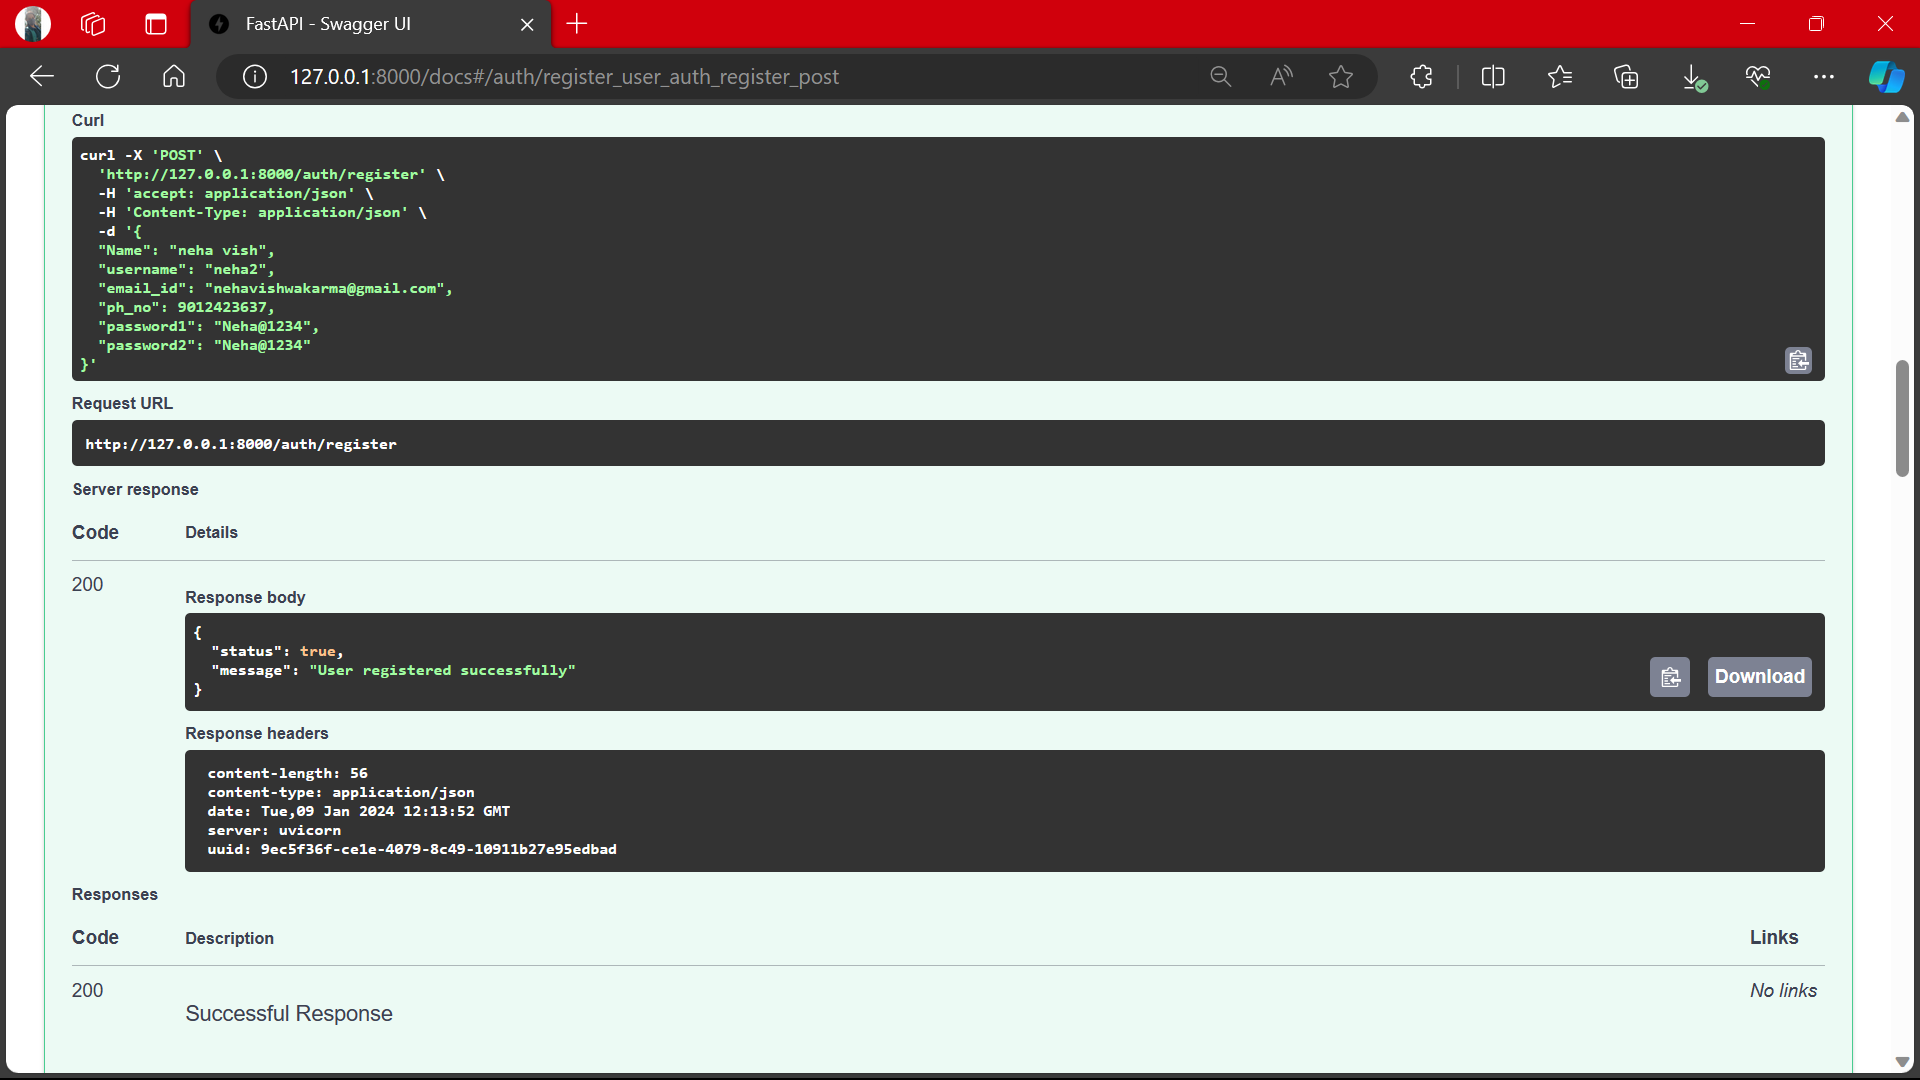 FastAPI - Swagger UI
127.0.0.1:8000/docs#/auth/register_user_auth_register_post
Curl
curl -X 'POST' \
'http://127.0.0.1:8000/auth/register' \
-H 'accept: application/json' \
-H 'Content-Type: application/json' \
-d '{
"Name": "neha vish",
"username": "neha2",
"email_id": "nehavishwakarma@gmail.com",
"ph_no": 9012423637,
"password1": "Neha@1234",
"password2": "Neha@1234"
}'
Request URL
http://127.0.0.1:8000/auth/register
Server response
Code Details
200
Response body
{
"status": true,
"message": "User registered successfully"
}
Download
Response headers
content-length: 56
content-type: application/json
date: Tue,09 Jan 2024 12:13:52 GMT
server: uvicorn
uuid: 9ec5f36f-ce1e-4079-8c49-10911b27e95edbad
Responses
Code Description Links
200 No links
Successful Response